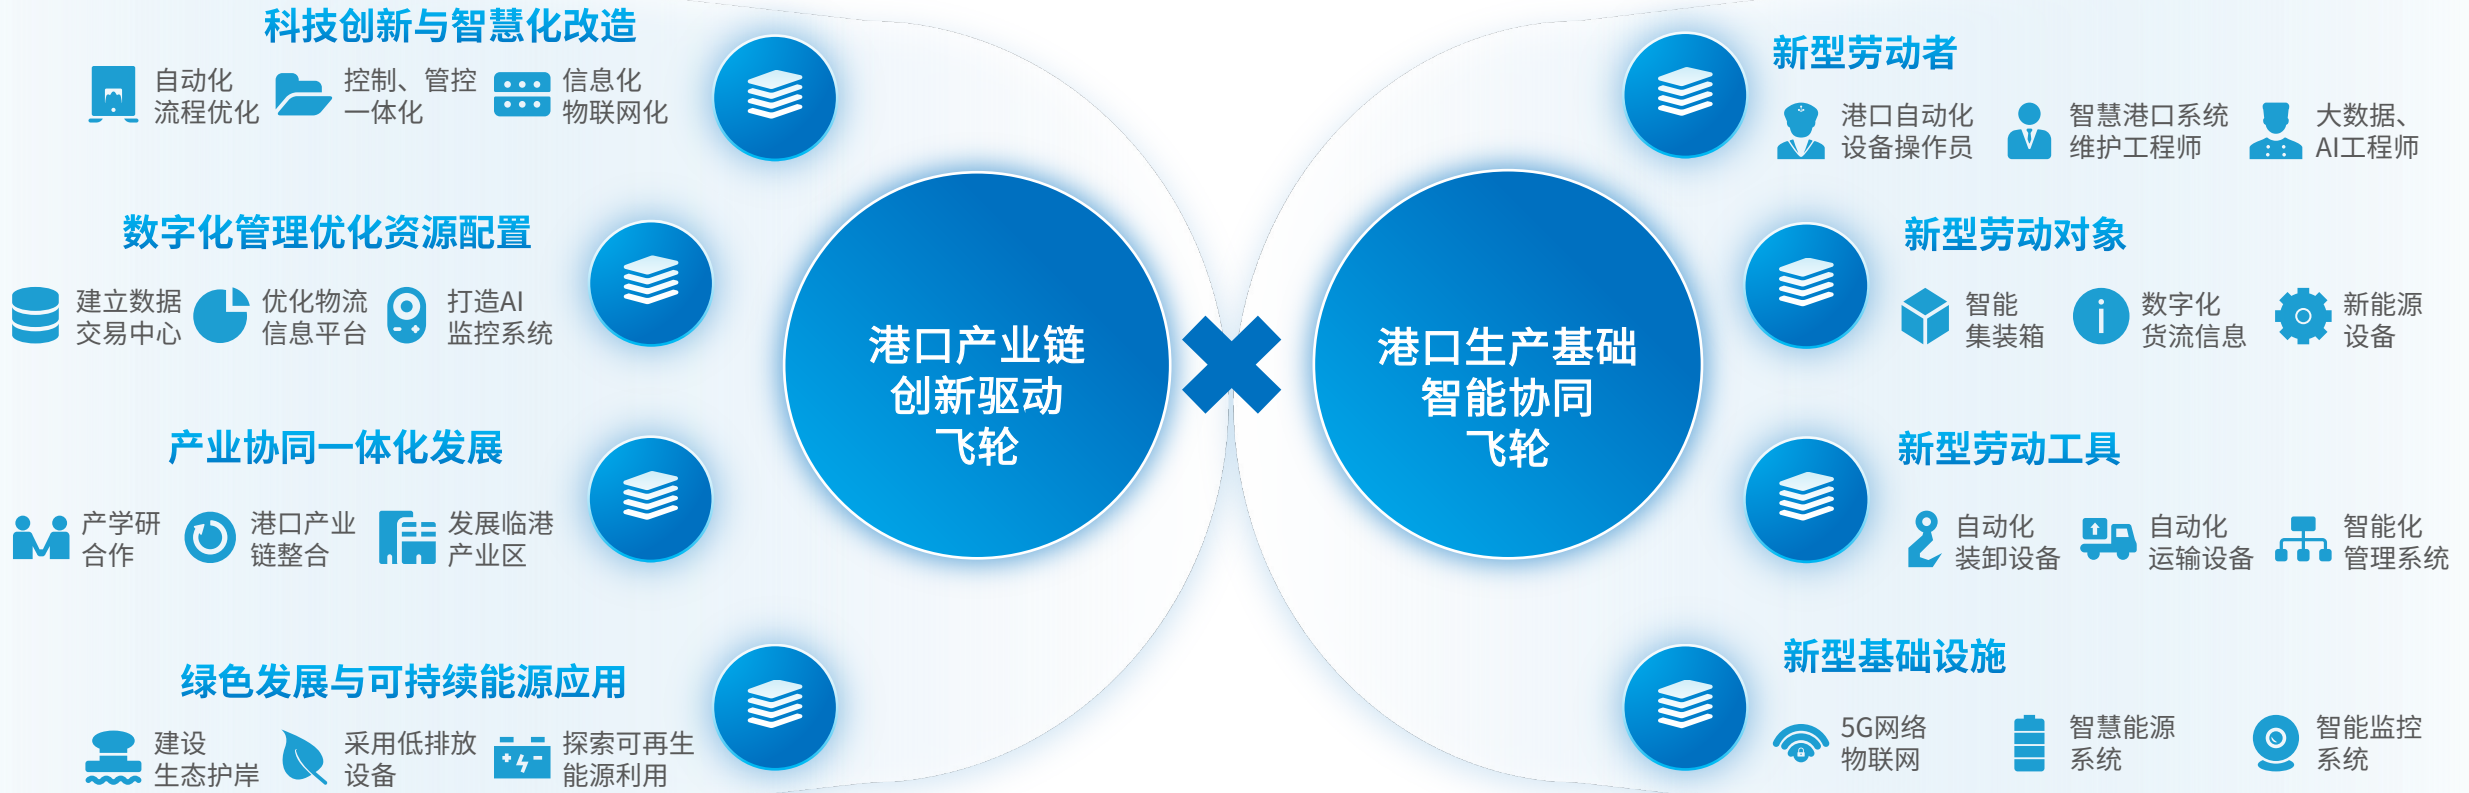 科技创新与智慧化改造
自动化
流程优化
控制、管控
一体化
信息化
物联网化
数字化管理优化资源配置
建立数据
交易中心
优化物流
信息平台
打造AI
监控系统
产业协同一体化发展
产学研
合作
港口产业
链整合
发展临港
产业区
绿色发展与可持续能源应用
建设
生态护岸
采用低排放
设备
探索可再生
能源利用
港口产业链
创新驱动
飞轮
港口生产基础
智能协同
飞轮
新型劳动者
港口自动化
设备操作员
智慧港口系统
维护工程师
大数据、
AI工程师
新型劳动对象
智能
集装箱
数字化
货流信息
新能源
设备
新型劳动工具
自动化
装卸设备
自动化
运输设备
智能化
管理系统
新型基础设施
5G网络
物联网
智慧能源
系统
智能监控
系统